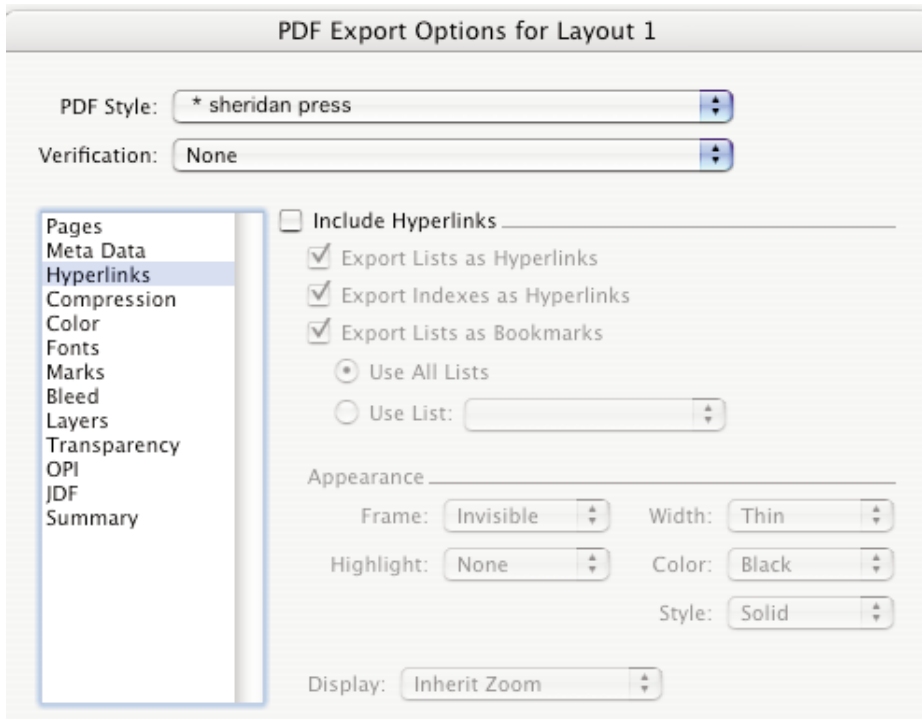 PDF Export Options for Layout 1
PDF Style: * sheridan press
Verification: None
Pages
Meta Data
Hyperlinks
Compression
Color
Fonts
Marks
Bleed
Layers
Transparency
OPI
JDF
Summary
Include Hyperlinks
Export Lists as Hyperlinks
Export Indexes as Hyperlinks
Export Lists as Bookmarks
Use All Lists
Use List:
Appearance
Frame: Invisible Width: Thin
Highlight: None Color: Black
Style: Solid
Display: Inherit Zoom